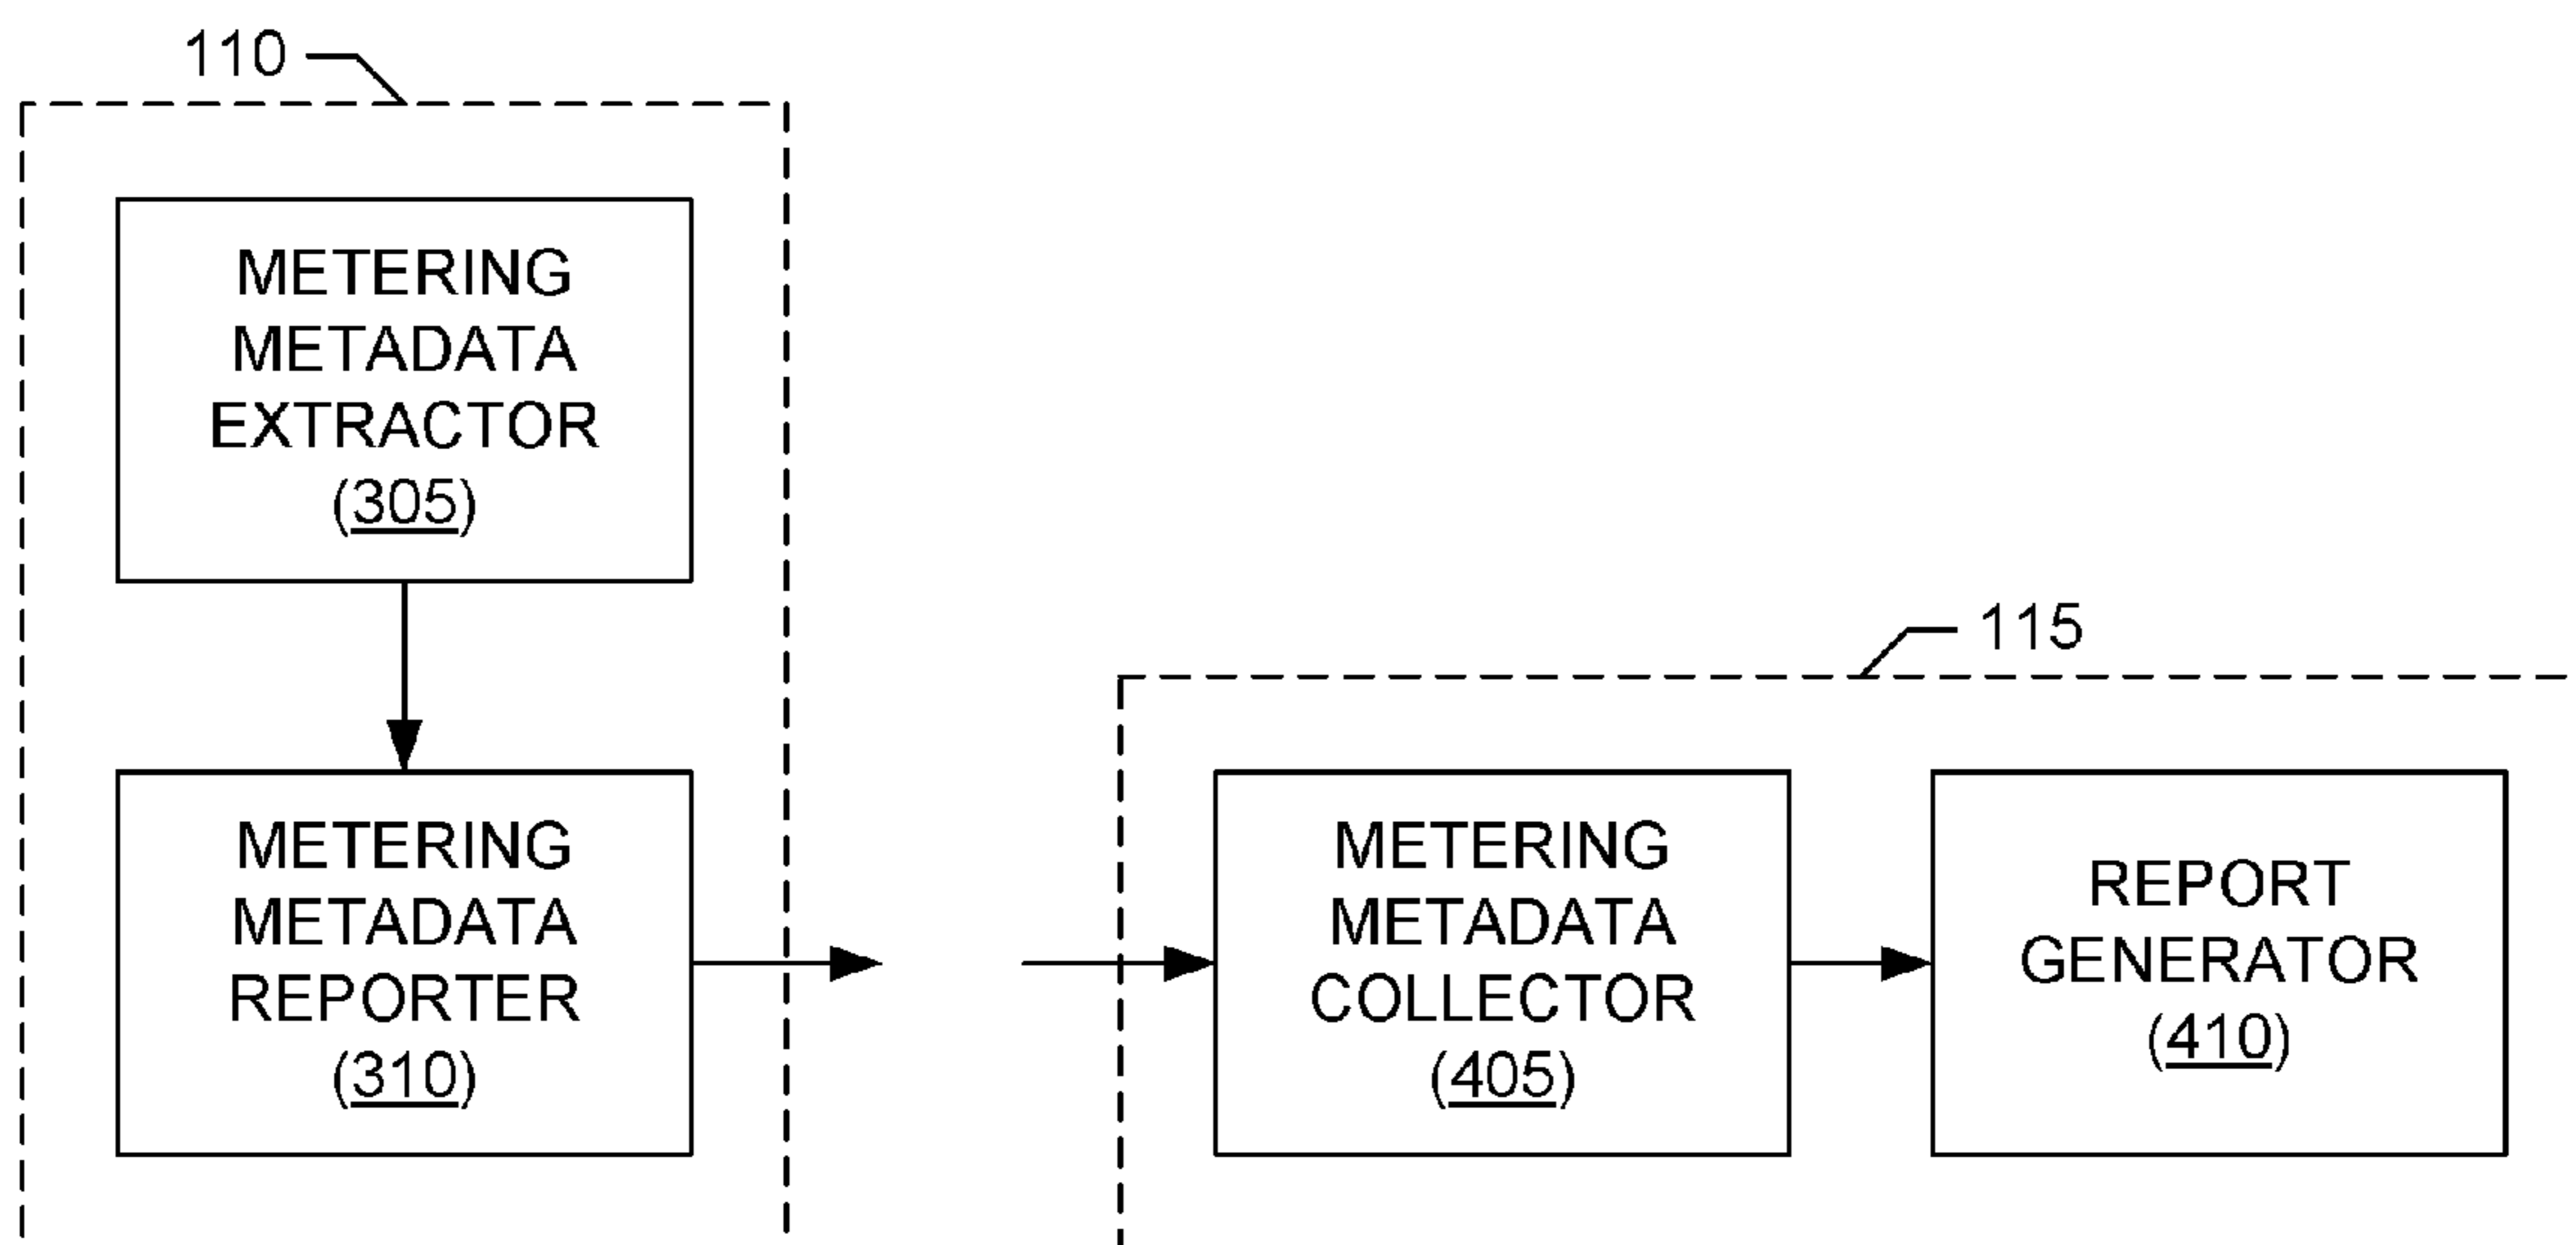 110
METERING
METADATA
EXTRACTOR
(305)
METERING
METADATA
REPORTER
(310)
115
METERING
METADATA
COLLECTOR
(405)
REPORT
GENERATOR
(410)